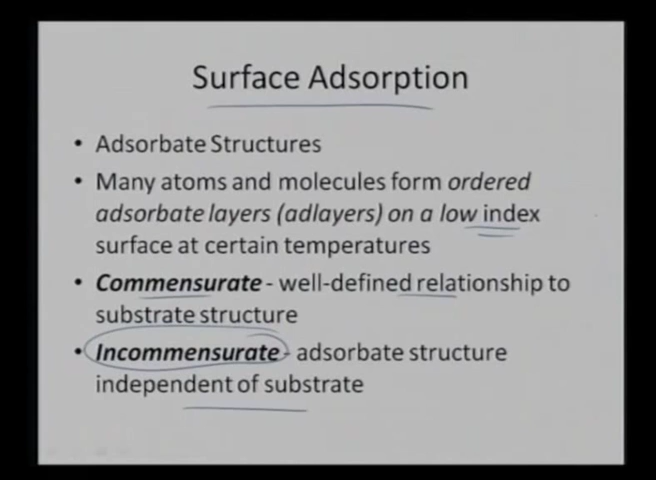 Surface Adsorption
• Adsorbate Structures
• Many atoms and molecules form ordered
adsorbate layers (adlayers) on a low index
surface at certain temperatures
• Commensurate - well-defined relationship to
substrate structure
• Incommensurate - adsorbate structure
independent of substrate